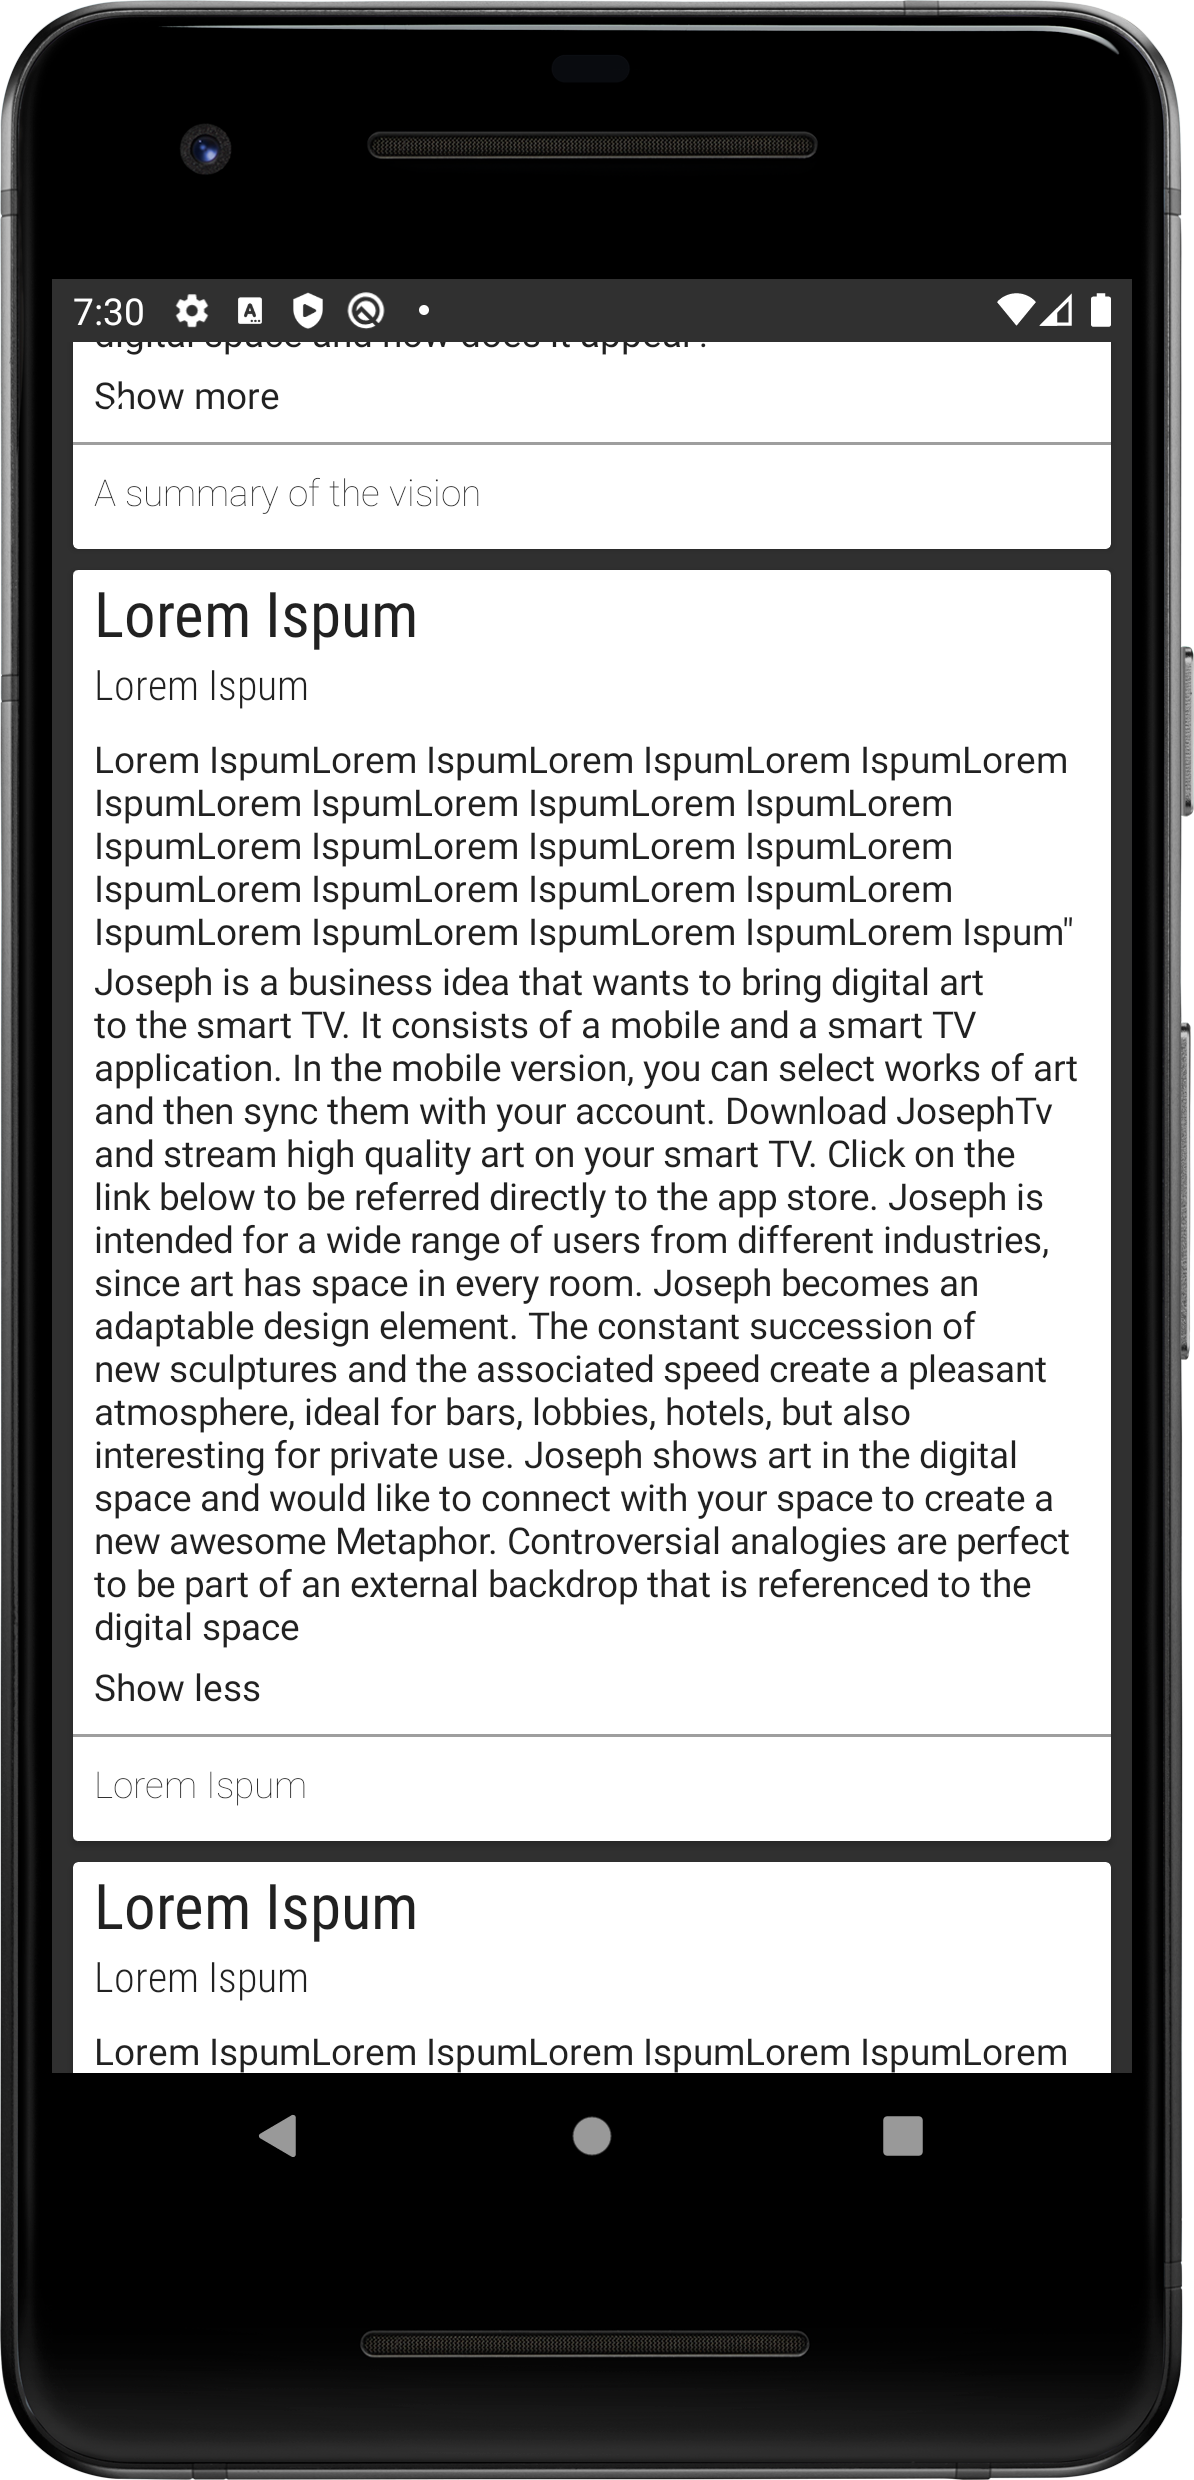 7:30
digital space and how does it appear?
Show more
A summary of the vision
Lorem Ispum
Lorem Ispum
Lorem IspumLorem IspumLorem IspumLorem IspumLorem
IspumLorem IspumLorem IspumLorem IspumLorem
IspumLorem IspumLorem IspumLorem IspumLorem
IspumLorem IspumLorem IspumLorem IspumLorem
IspumLorem IspumLorem IspumLorem IspumLorem Ispum"
Joseph is a business idea that wants to bring digital art
to the smart TV. It consists of a mobile and a smart TV
application. In the mobile version, you can select works of art
and then sync them with your account. Download JosephTv
and stream high quality art on your smart TV. Click on the
link below to be referred directly to the app store. Joseph is
intended for a wide range of users from different industries,
since art has space in every room. Joseph becomes an
adaptable design element. The constant succession of
new sculptures and the associated speed create a pleasant
atmosphere, ideal for bars, lobbies, hotels, but also
interesting for private use. Joseph shows art in the digital
space and would like to connect with your space to create a
new awesome Metaphor. Controversial analogies are perfect
to be part of an external backdrop that is referenced to the
digital space
Show less
Lorem Ispum
Lorem Ispum
Lorem Ispum
Lorem IspumLorem IspumLorem IspumLorem IspumLorem